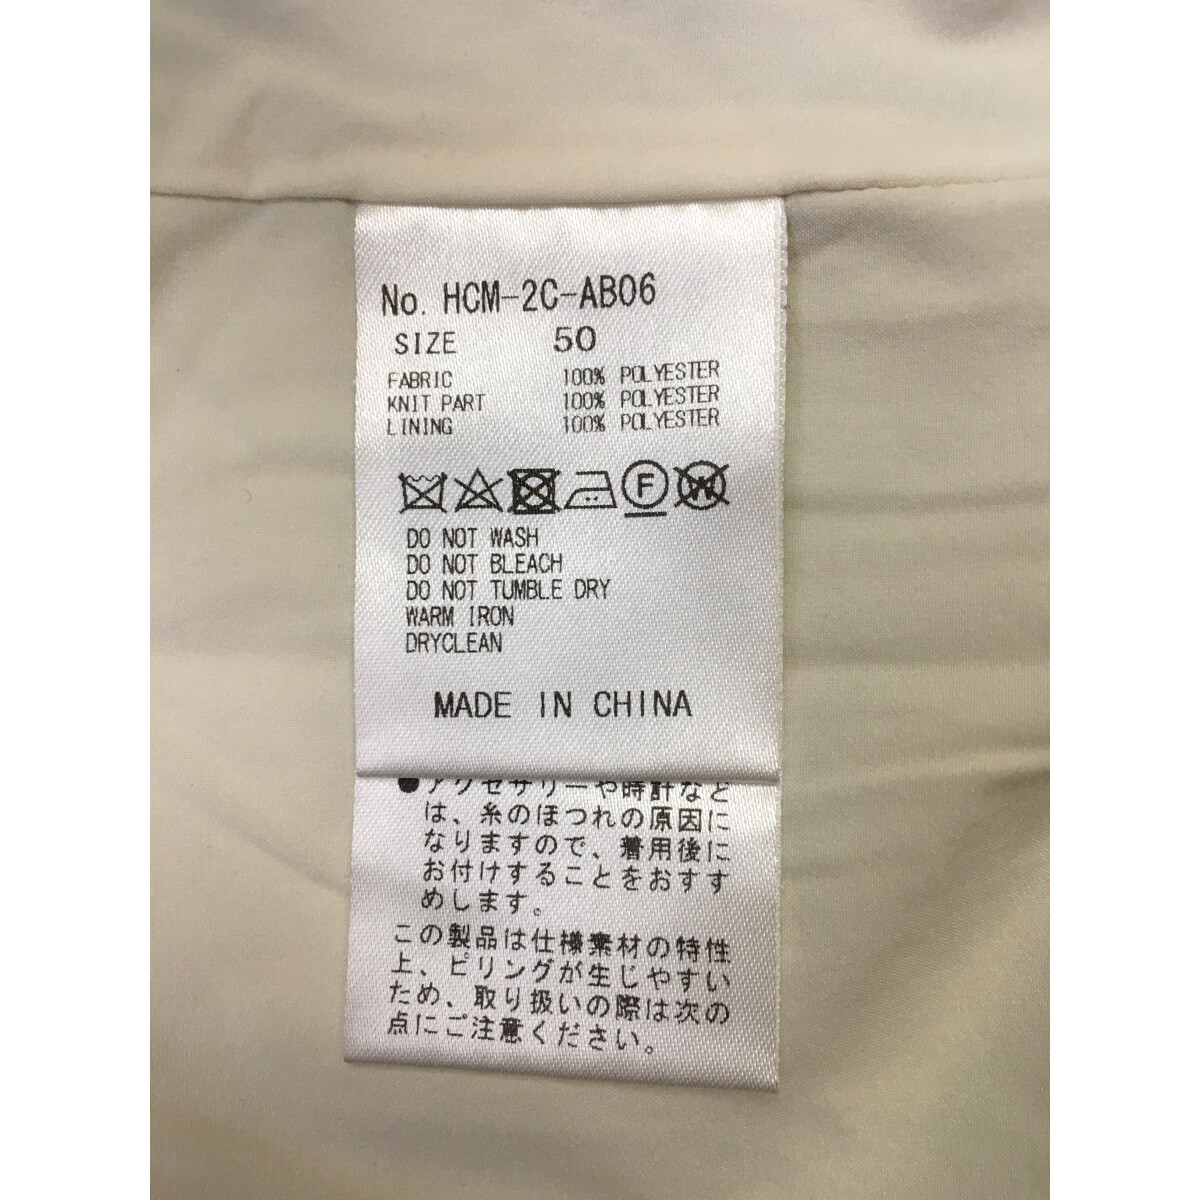 No. HCM-2C-AB06
SIZE 50
FABRIC 100% POLYESTER
KNIT PART 100% POLYESTER
LINING 100% POLYESTER
F W
DO NOT WASH
DO NOT BLEACH
DO NOT TUMBLE DRY
WARM IRON
DRYCLEAN
MADE IN CHINA
●アクセサリーや時計など
は、糸のほつれの原因に
なりますので、着用後に
お付けすることをおすす
めします。
この製品は仕様素材の特性
上、ピリングが生じやすい
ため、取り扱いの際は次の
点にご注意ください。